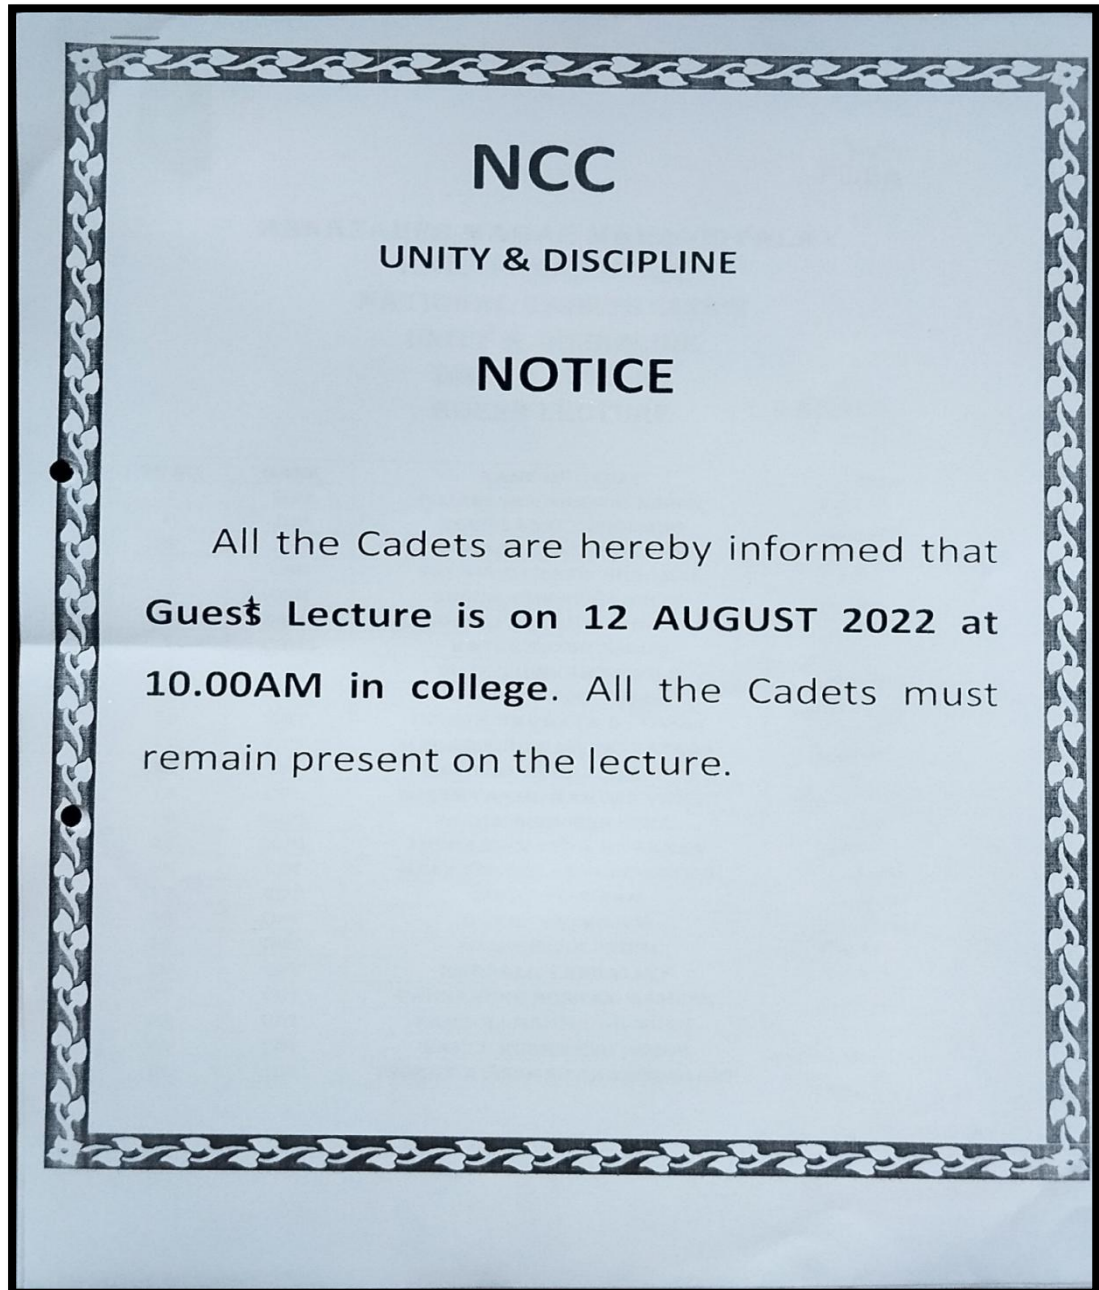 NCC
UNITY & DISCIPLINE
NOTICE
All the Cadets are hereby informed that
Guest Lecture is on 12 AUGUST 2022 at
10.00AM in college. All the Cadets must
remain present on the lecture.